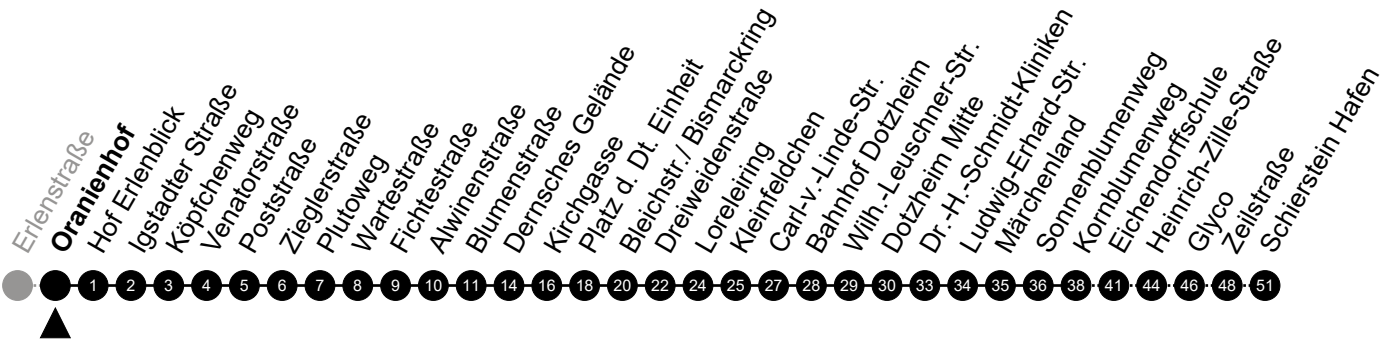 Erlenstraße
Oranienhof
Hof Erlenblick
Igstadter Straße
Köpfchenweg
Venatorstraße
Poststraße
Zieglerstraße
Plutoweg
Wartestraße
Fichtestraße
Alwinenstraße
Blumenstraße
Dernsches Gelände
Kirchgasse
Platz d. Dt. Einheit
Bleichstr./ Bismarckring
Dreiweidenstraße
Loreleiring
Kleinfeldchen
Carl-v.-Linde-Str.
Bahnhof Dotzheim
Wilh.-Leuschner-Str.
Dotzheim Mitte
Dr.-H.-Schmidt-Kliniken
Ludwig-Erhard-Str.
Märchenland
Sonnenblumenweg
Kornblumenweg
Eichendorffschule
Heinrich-Zille-Straße
Glyco
Zeilstraße
Schierstein Hafen
1 2 3 4 5 6 7 8 9 10 11 14 16 18 20 22 24 25 27 28 29 30 33 34 35 36 38 41 44 46 48 51